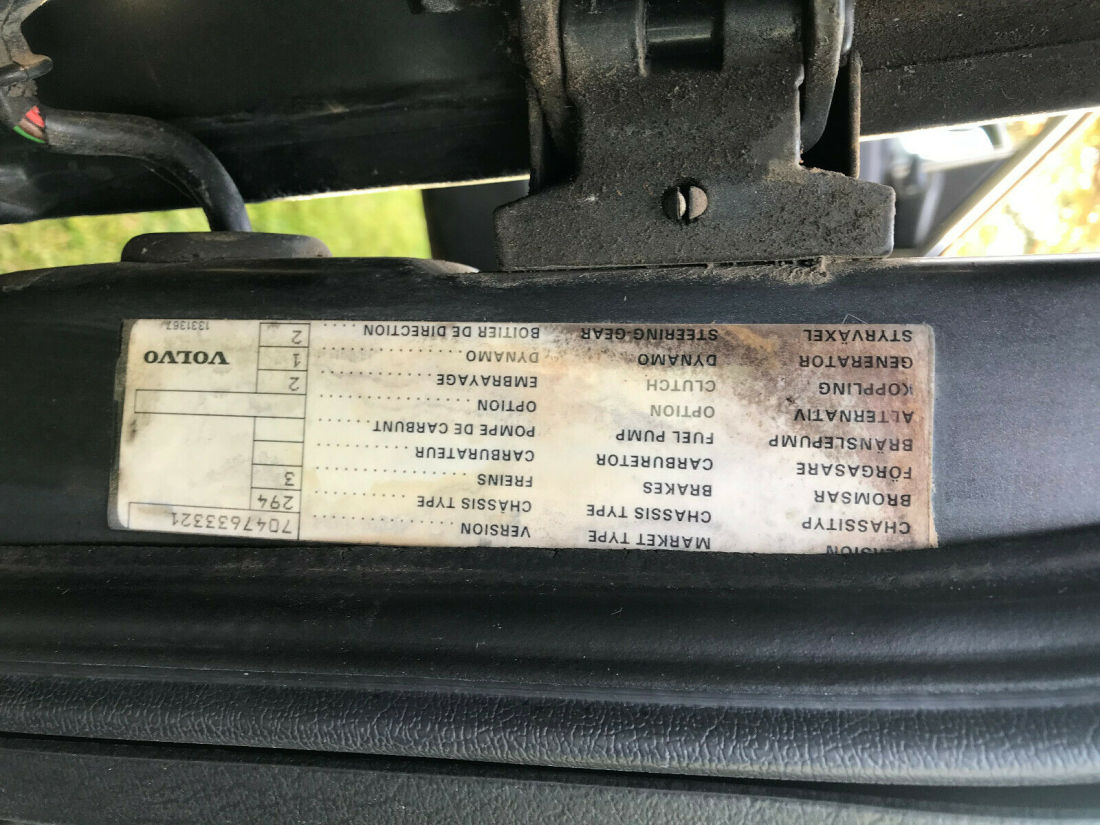 VERSION MARKET TYPE VERSION ............... 7047633321
CHASSITYP CHASSIS TYPE CHASSIS TYPE .......... 294
BROMSAR BRAKES FREINS .................. 3
FÖRGASARE CARBURETOR CARBURATEUR ............
BRÄNSLEPUMP FUEL PUMP POMPE DE CARBUNT .......
ALTERNATIV OPTION OPTION .................
KOPPLING CLUTCH EMBRAYAGE .............. 2
GENERATOR DYNAMO DYNAMO ................ 1 VOLVO
STYRVÄXEL STEERING-GEAR BOITIER DE DIRECTION ..... 2 1331367